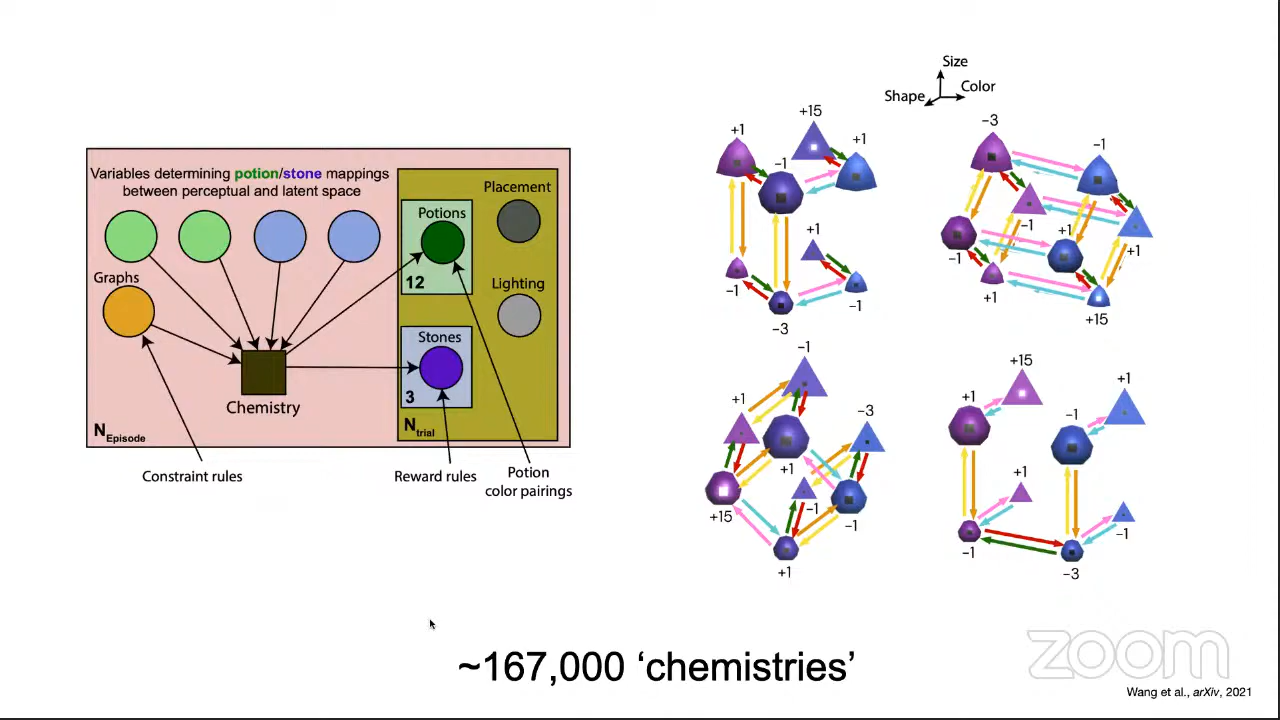 Variables determining potion/stone mappings
between perceptual and latent space
Graphs
Chemistry
N Episode
Potions
12
Stones
3
N trial
Placement
Lighting
Constraint rules
Reward rules
Potion
color pairings
Size
Color
Shape
+1
+15
+1
−1
+1
−1
−1
−3
−3
−1
−1
+1
−1
+1
+1
+15
−1
+1
−3
+1
+15
−1
−1
+1
+15
+1
+1
−1
+1
−1
−1
−3
~167,000 ‘chemistries’
zoom
Wang et al., arXiv, 2021